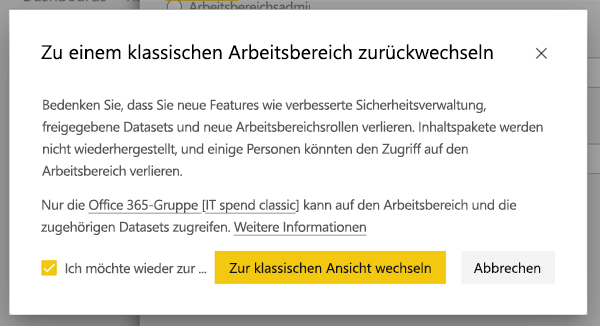 Arbeitsbereichsadmi
Zu einem klassischen Arbeitsbereich zurückwechseln
Bedenken Sie, dass Sie neue Features wie verbesserte Sicherheitsverwaltung,
freigegebene Datasets und neue Arbeitsbereichsrollen verlieren. Inhaltspakete werden
nicht wiederhergestellt, und einige Personen könnten den Zugriff auf den
Arbeitsbereich verlieren.
Nur die Office 365-Gruppe [IT spend classic] kann auf den Arbeitsbereich und die
zugehörigen Datasets zugreifen. Weitere Informationen
Ich möchte wieder zur ... Zur klassischen Ansicht wechseln Abbrechen